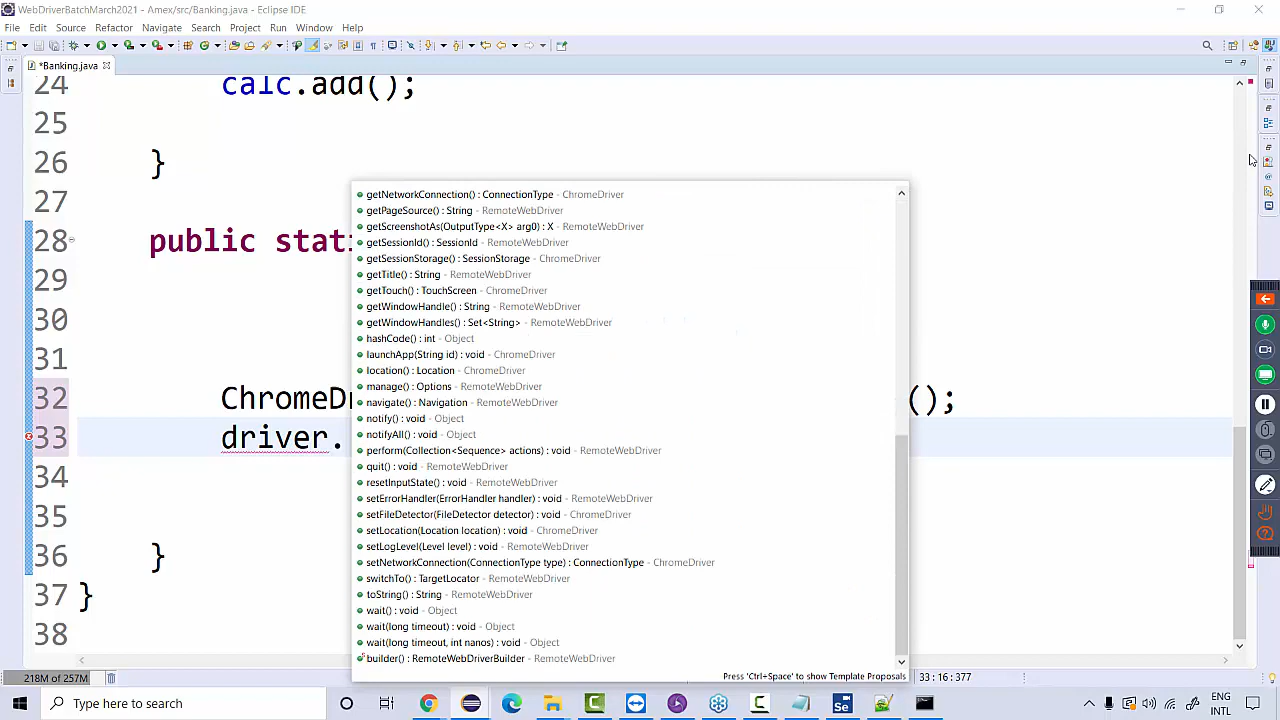 WebDriverBatchMarch2021 - Amex/src/Banking.java - Eclipse IDE
File Edit Source Refactor Navigate Search Project Run Window Help
*Banking.java
24 calc.add();
25
26 }
27
28 public stati
29
30
31
32 ChromeDr ();
33 driver.
34
35
36 }
37 }
38
getNetworkConnection() : ConnectionType - ChromeDriver
getPageSource() : String - RemoteWebDriver
getScreenshotAs(OutputType<X> arg0) : X - RemoteWebDriver
getSessionId() : SessionId - RemoteWebDriver
getSessionStorage() : SessionStorage - ChromeDriver
getTitle() : String - RemoteWebDriver
getTouch() : TouchScreen - ChromeDriver
getWindowHandle() : String - RemoteWebDriver
getWindowHandles() : Set<String> - RemoteWebDriver
hashCode() : int - Object
launchApp(String id) : void - ChromeDriver
location() : Location - ChromeDriver
manage() : Options - RemoteWebDriver
navigate() : Navigation - RemoteWebDriver
notify() : void - Object
notifyAll() : void - Object
perform(Collection<Sequence> actions) : void - RemoteWebDriver
quit() : void - RemoteWebDriver
resetInputState() : void - RemoteWebDriver
setErrorHandler(ErrorHandler handler) : void - RemoteWebDriver
setFileDetector(FileDetector detector) : void - ChromeDriver
setLocation(Location location) : void - ChromeDriver
setLogLevel(Level level) : void - RemoteWebDriver
setNetworkConnection(ConnectionType type) : ConnectionType - ChromeDriver
switchTo() : TargetLocator - RemoteWebDriver
toString() : String - RemoteWebDriver
wait() : void - Object
wait(long timeout) : void - Object
wait(long timeout, int nanos) : void - Object
builder() : RemoteWebDriverBuilder - RemoteWebDriver
Press 'Ctrl+Space' to show Template Proposals
218M of 257M
33 : 16 : 377
Type here to search
Se
ENG
INTL